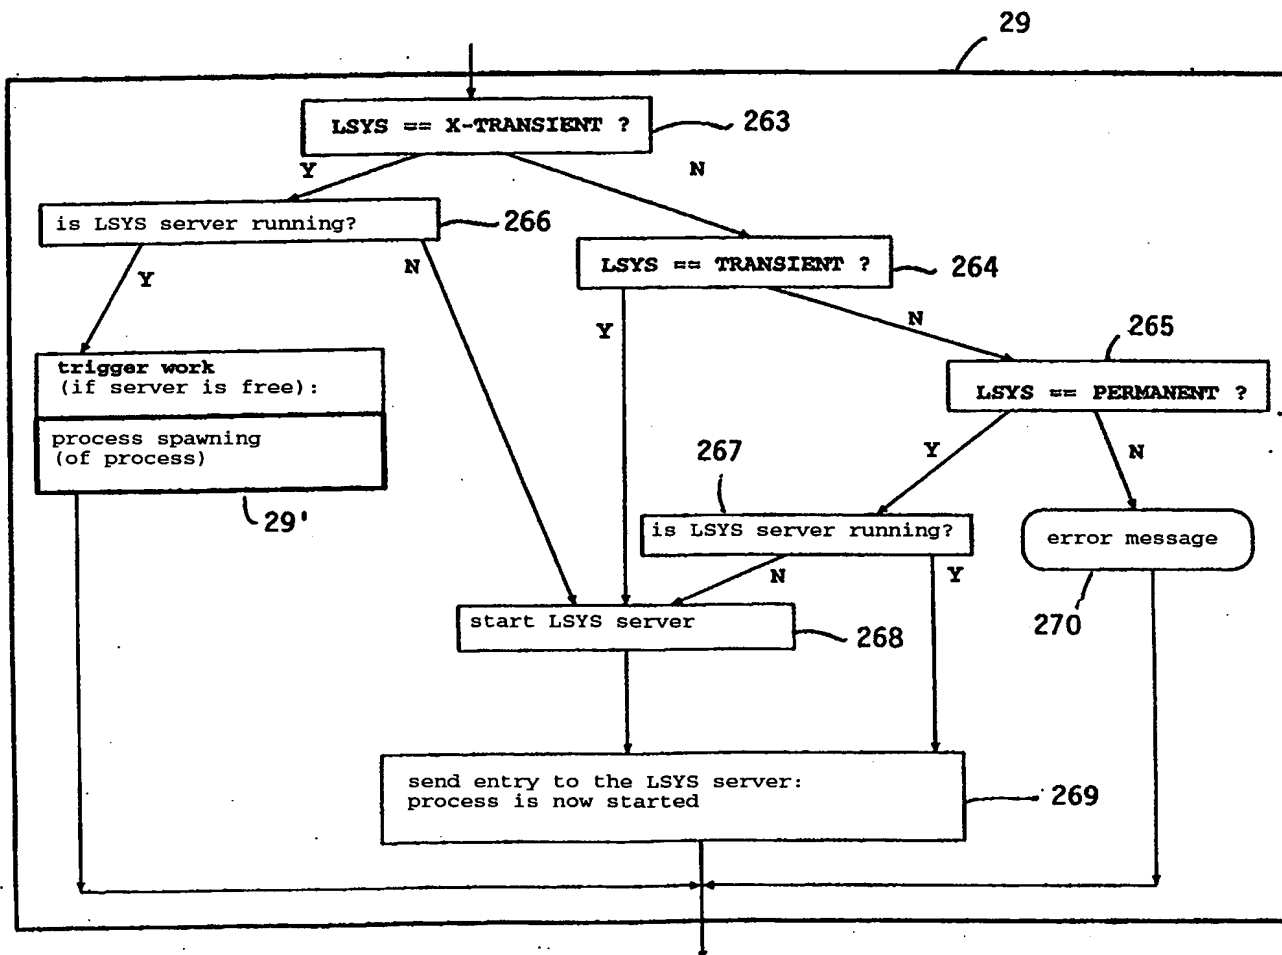 29
LSYS == X-TRANSIENT ?
263
Y
N
is LSYS server running?
266
LSYS == TRANSIENT ?
264
Y
N
Y
N
265
trigger work
(if server is free):
LSYS == PERMANENT ?
process spawning
(of process)
267
Y
N
29'
is LSYS server running?
error message
N
Y
start LSYS server
268
270
send entry to the LSYS server:
process is now started
269